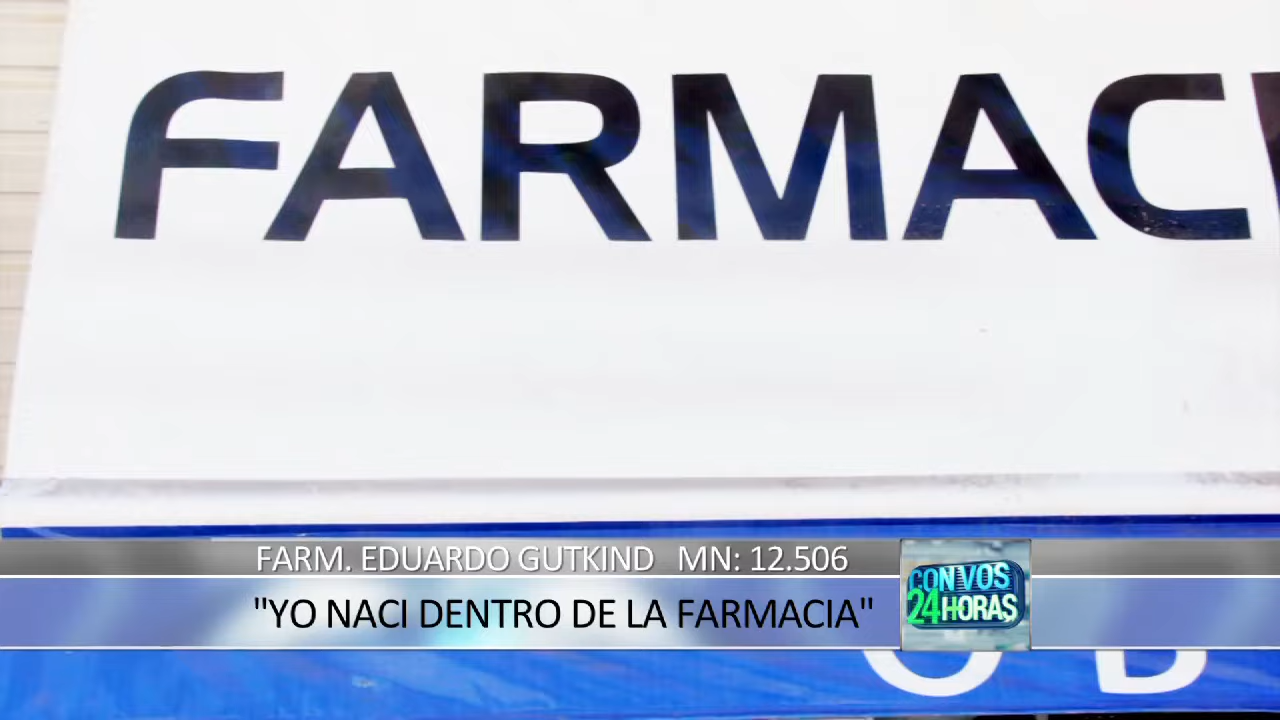 FARMAC
FARM. EDUARDO GUTKIND MN: 12.506
"YO NACI DENTRO DE LA FARMACIA"
CON VOS
24 HORAS